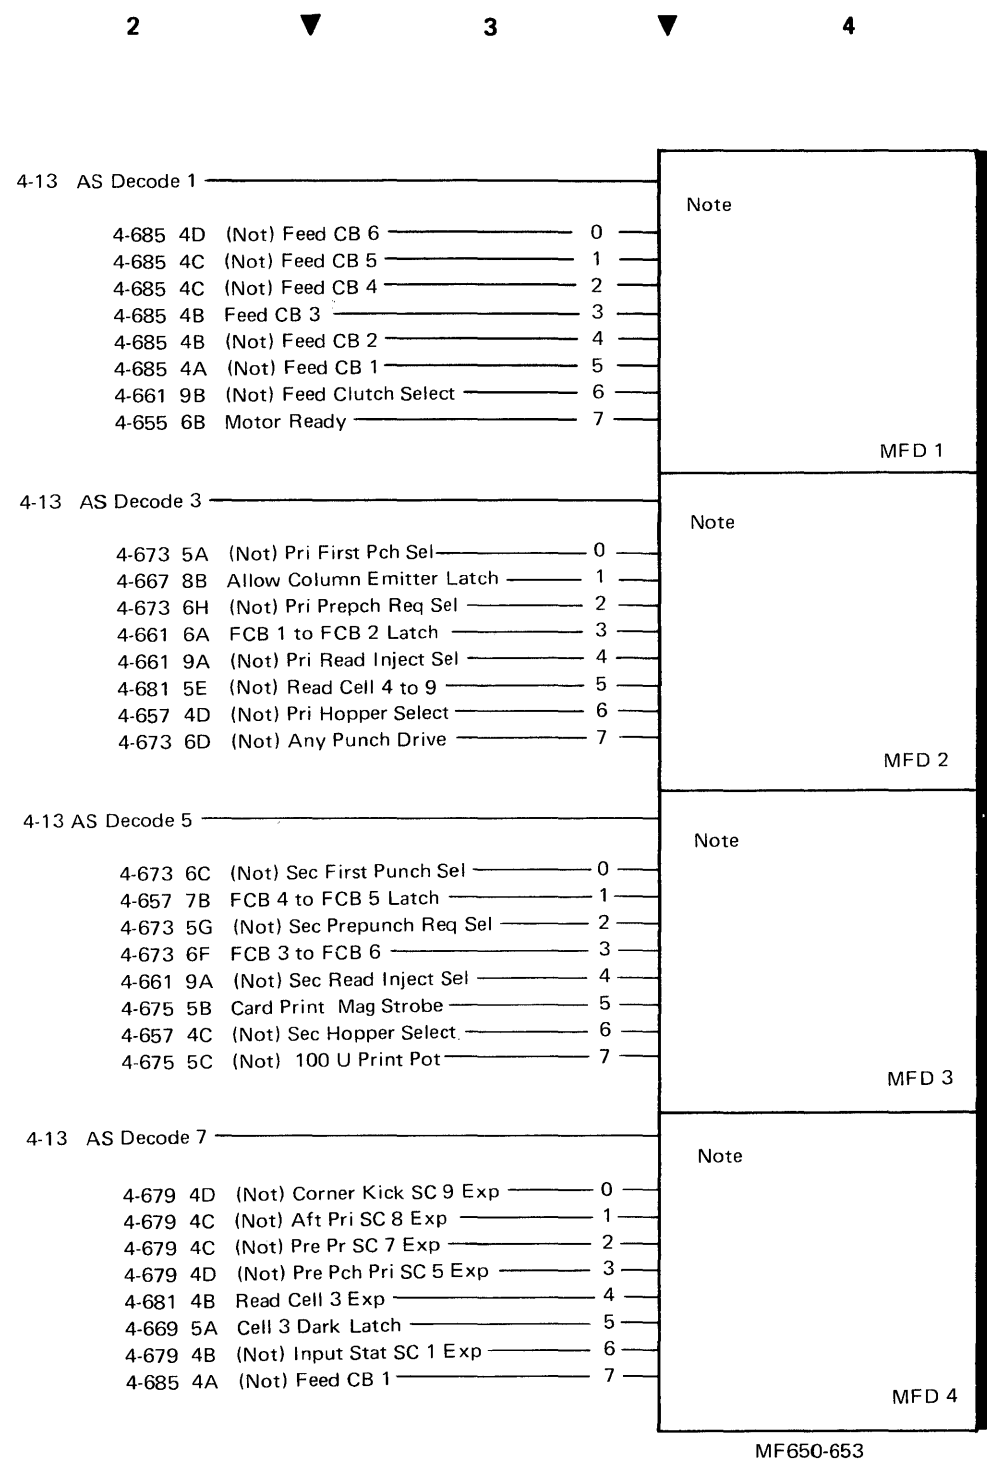 2 ▼ 3 ▼ 4
4-13 AS Decode 1
Note
4-685 4D (Not) Feed CB 6 0
4-685 4C (Not) Feed CB 5 1
4-685 4C (Not) Feed CB 4 2
4-685 4B Feed CB 3 3
4-685 4B (Not) Feed CB 2 4
4-685 4A (Not) Feed CB 1 5
4-661 9B (Not) Feed Clutch Select 6
4-655 6B Motor Ready 7
MFD 1
4-13 AS Decode 3
Note
4-673 5A (Not) Pri First Pch Sel 0
4-667 8B Allow Column Emitter Latch 1
4-673 6H (Not) Pri Prepch Req Sel 2
4-661 6A FCB 1 to FCB 2 Latch 3
4-661 9A (Not) Pri Read Inject Sel 4
4-681 5E (Not) Read Cell 4 to 9 5
4-657 4D (Not) Pri Hopper Select 6
4-673 6D (Not) Any Punch Drive 7
MFD 2
4-13 AS Decode 5
Note
4-673 6C (Not) Sec First Punch Sel 0
4-657 7B FCB 4 to FCB 5 Latch 1
4-673 5G (Not) Sec Prepunch Req Sel 2
4-673 6F FCB 3 to FCB 6 3
4-661 9A (Not) Sec Read Inject Sel 4
4-675 5B Card Print Mag Strobe 5
4-657 4C (Not) Sec Hopper Select 6
4-675 5C (Not) 100 U Print Pot 7
MFD 3
4-13 AS Decode 7
Note
4-679 4D (Not) Corner Kick SC 9 Exp 0
4-679 4C (Not) Aft Pri SC 8 Exp 1
4-679 4C (Not) Pre Pr SC 7 Exp 2
4-679 4D (Not) Pre Pch Pri SC 5 Exp 3
4-681 4B Read Cell 3 Exp 4
4-669 5A Cell 3 Dark Latch 5
4-679 4B (Not) Input Stat SC 1 Exp 6
4-685 4A (Not) Feed CB 1 7
MFD 4
MF650-653